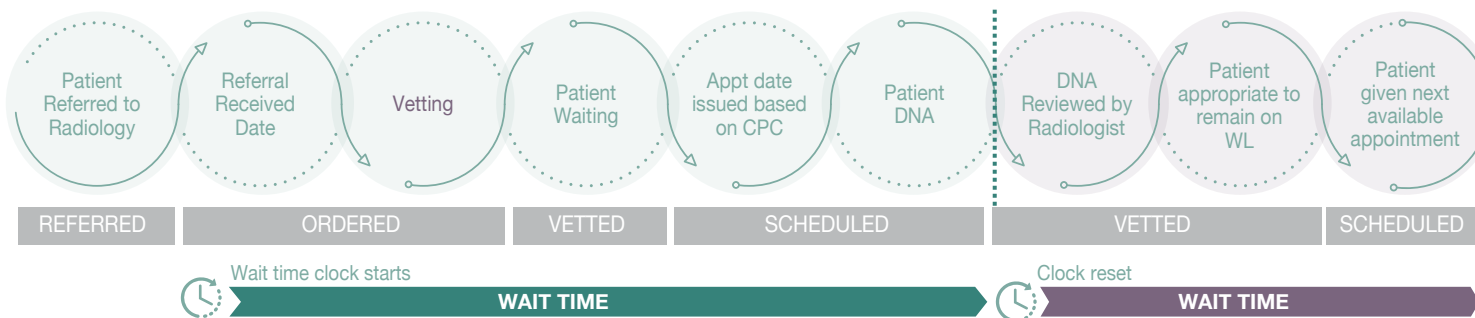 Patient
Referred to
Radiology
Referral
Received
Date
Vetting
Patient
Waiting
Appt date
issued based
on CPC
Patient
DNA
DNA
Reviewed by
Radiologist
Patient
appropriate to
remain on
WL
Patient
given next
available
appointment
REFERRED
ORDERED
VETTED
SCHEDULED
VETTED
SCHEDULED
Wait time clock starts
Clock reset
WAIT TIME
WAIT TIME